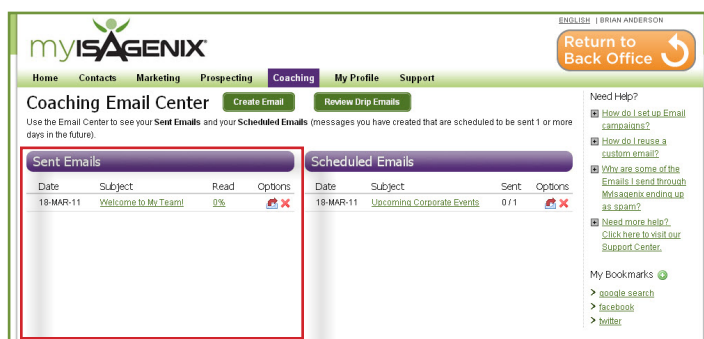 ENGLISH | BRIAN ANDERSON
myISAGENIX
Return to
Back Office
Home Contacts Marketing Prospecting Coaching My Profile Support
Coaching Email Center
Create Email
Review Drip Emails
Use the Email Center to see your Sent Emails and your Scheduled Emails (messages you have created that are scheduled to be sent 1 or more
days in the future).
Sent Emails
Date Subject Read Options
18-MAR-11 Welcome to My Team! 0%
Scheduled Emails
Date Subject Sent Options
18-MAR-11 Upcoming Corporate Events 0 / 1
Need Help?
How do I set up Email
campaigns?
How do I reuse a
custom email?
Why are some of the
Emails I send through
MyIsagenix ending up
as spam?
Need more help?
Click here to visit our
Support Center.
My Bookmarks
google search
facebook
twitter